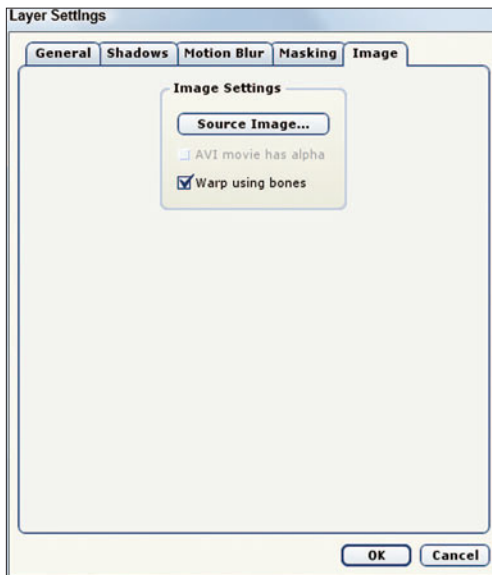 Layer Settings
General Shadows Motion Blur Masking Image
Image Settings
Source Image...
AVI movie has alpha
Warp using bones
OK Cancel